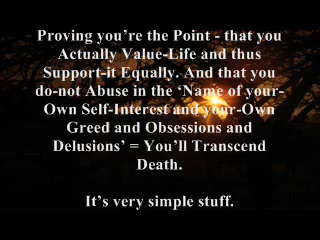 Proving you’re the Point - that you
Actually Value-Life and thus
Support-it Equally. And that you
do-not Abuse in the ‘Name of your-
Own Self-Interest and your-Own
Greed and Obsessions and
Delusions’ = You’ll Transcend
Death.
It’s very simple stuff.